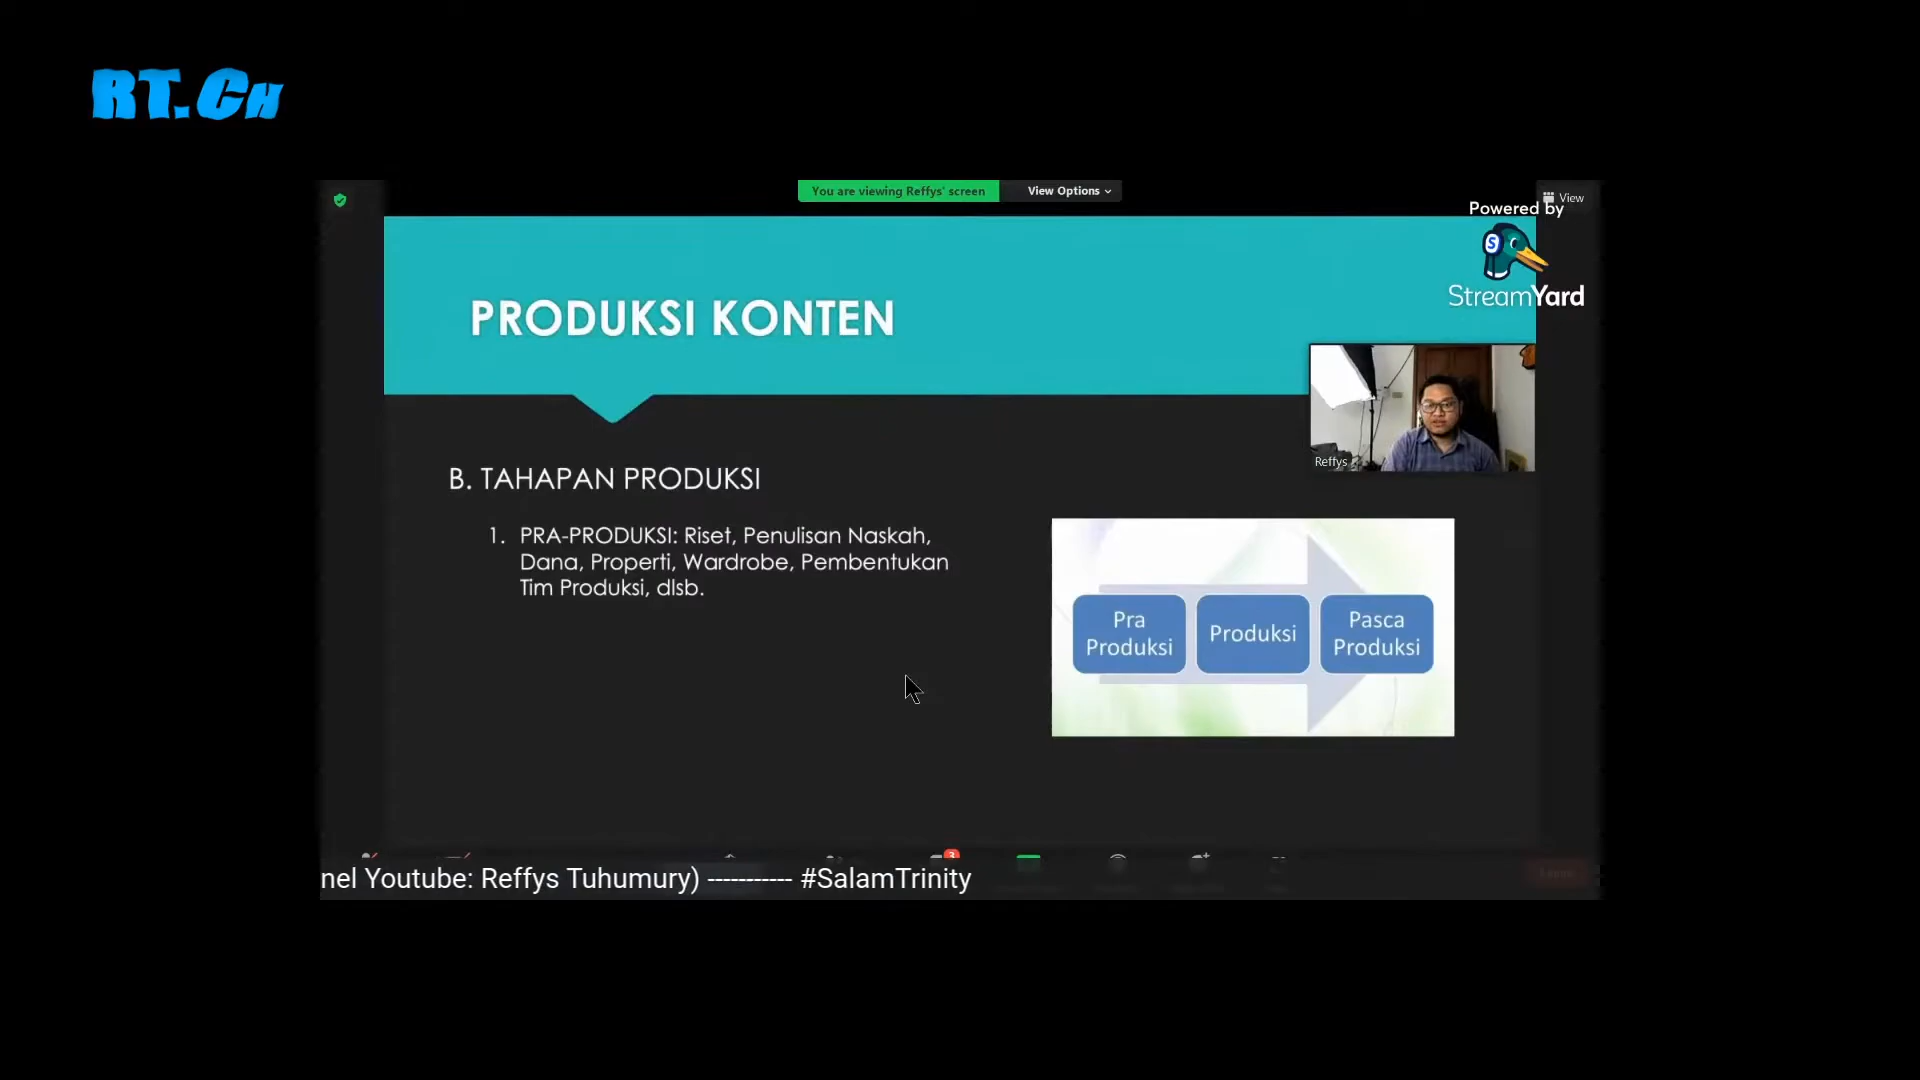 RT.CH
You are viewing Reffys' screen
View Options
View
Powered by
S
StreamYard
PRODUKSI KONTEN
Reffys
B. TAHAPAN PRODUKSI
1. PRA-PRODUKSI: Riset, Penulisan Naskah,
Dana, Properti, Wardrobe, Pembentukan
Tim Produksi, dlsb.
Pra
Produksi
Produksi
Pasca
Produksi
3
nel Youtube: Reffys Tuhumury) ----------- #SalamTrinity